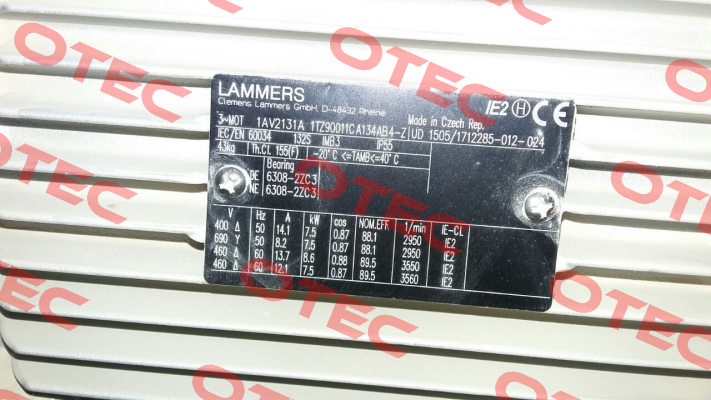 LAMMERS
Clemens Lammers GmbH, D-48432 Rheine
IE2 H CE
3~MOT 1AV2131A 1TZ90011CA134AB4-Z Made in Czech Rep.
UD 1505/1712285-012-024
IEC/EN 60034 132S IMB3 IP55
43kg Th.CL 155(F) -20°C <=TAMB<=40°C
Bearing
DE 6308-2ZC3
NE 6308-2ZC3
V Hz A kW cos NOM.EFF 1/min IE-CL
400 Δ 50 14.1 7.5 0.87 88.1 2950 IE2
690 Y 50 8.2 7.5 0.87 88.1 2950 IE2
460 Δ 60 13.7 8.6 0.88 89.5 3550 IE2
460 Δ 60 12.1 7.5 0.87 89.5 3560 IE2
OTEC
OTEC
OTEC
OTEC
OTEC
OTEC
OTEC
OTEC